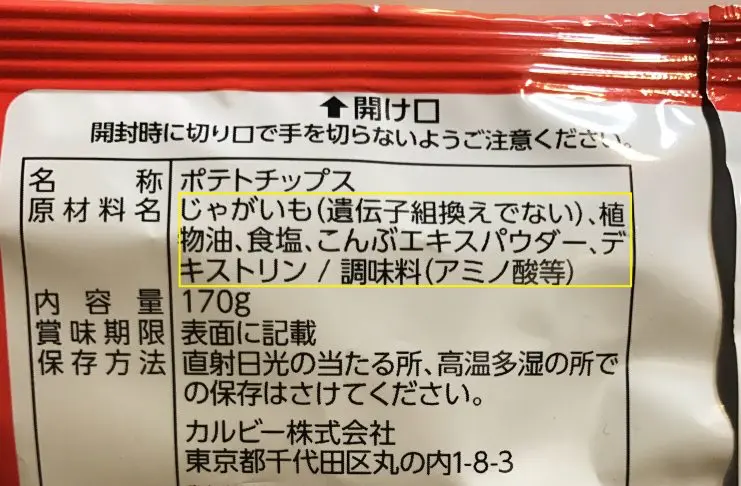 ⬆開け口
開封時に切り口で手を切らないようご注意ください。
名称 ポテトチップス
原材料名 じゃがいも(遺伝子組換えでない)、植
物油、食塩、こんぶエキスパウダー、デ
キストリン / 調味料(アミノ酸等)
内容量 170g
賞味期限 表面に記載
保存方法 直射日光の当たる所、高温多湿の所で
の保存はさけてください。
カルビー株式会社
東京都千代田区丸の内1-8-3